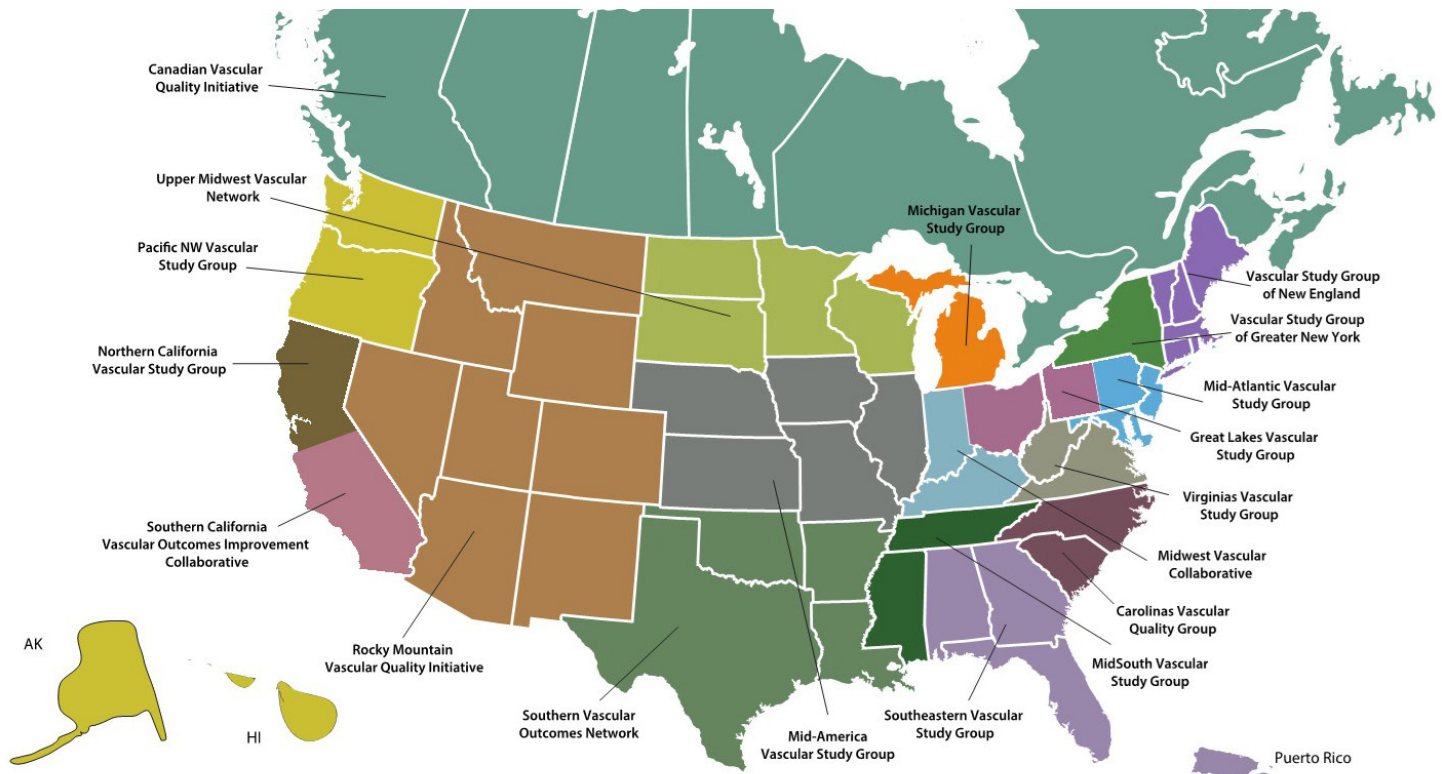 Canadian Vascular
Quality Initiative
Upper Midwest Vascular
Network
Pacific NW Vascular
Study Group
Northern California
Vascular Study Group
Southern California
Vascular Outcomes Improvement
Collaborative
AK
HI
Rocky Mountain
Vascular Quality Initiative
Southern Vascular
Outcomes Network
Mid-America
Vascular Study Group
Michigan Vascular
Study Group
Vascular Study Group
of New England
Vascular Study Group
of Greater New York
Mid-Atlantic Vascular
Study Group
Great Lakes Vascular
Study Group
Virginias Vascular
Study Group
Midwest Vascular
Collaborative
Carolinas Vascular
Quality Group
MidSouth Vascular
Study Group
Southeastern Vascular
Study Group
Puerto Rico